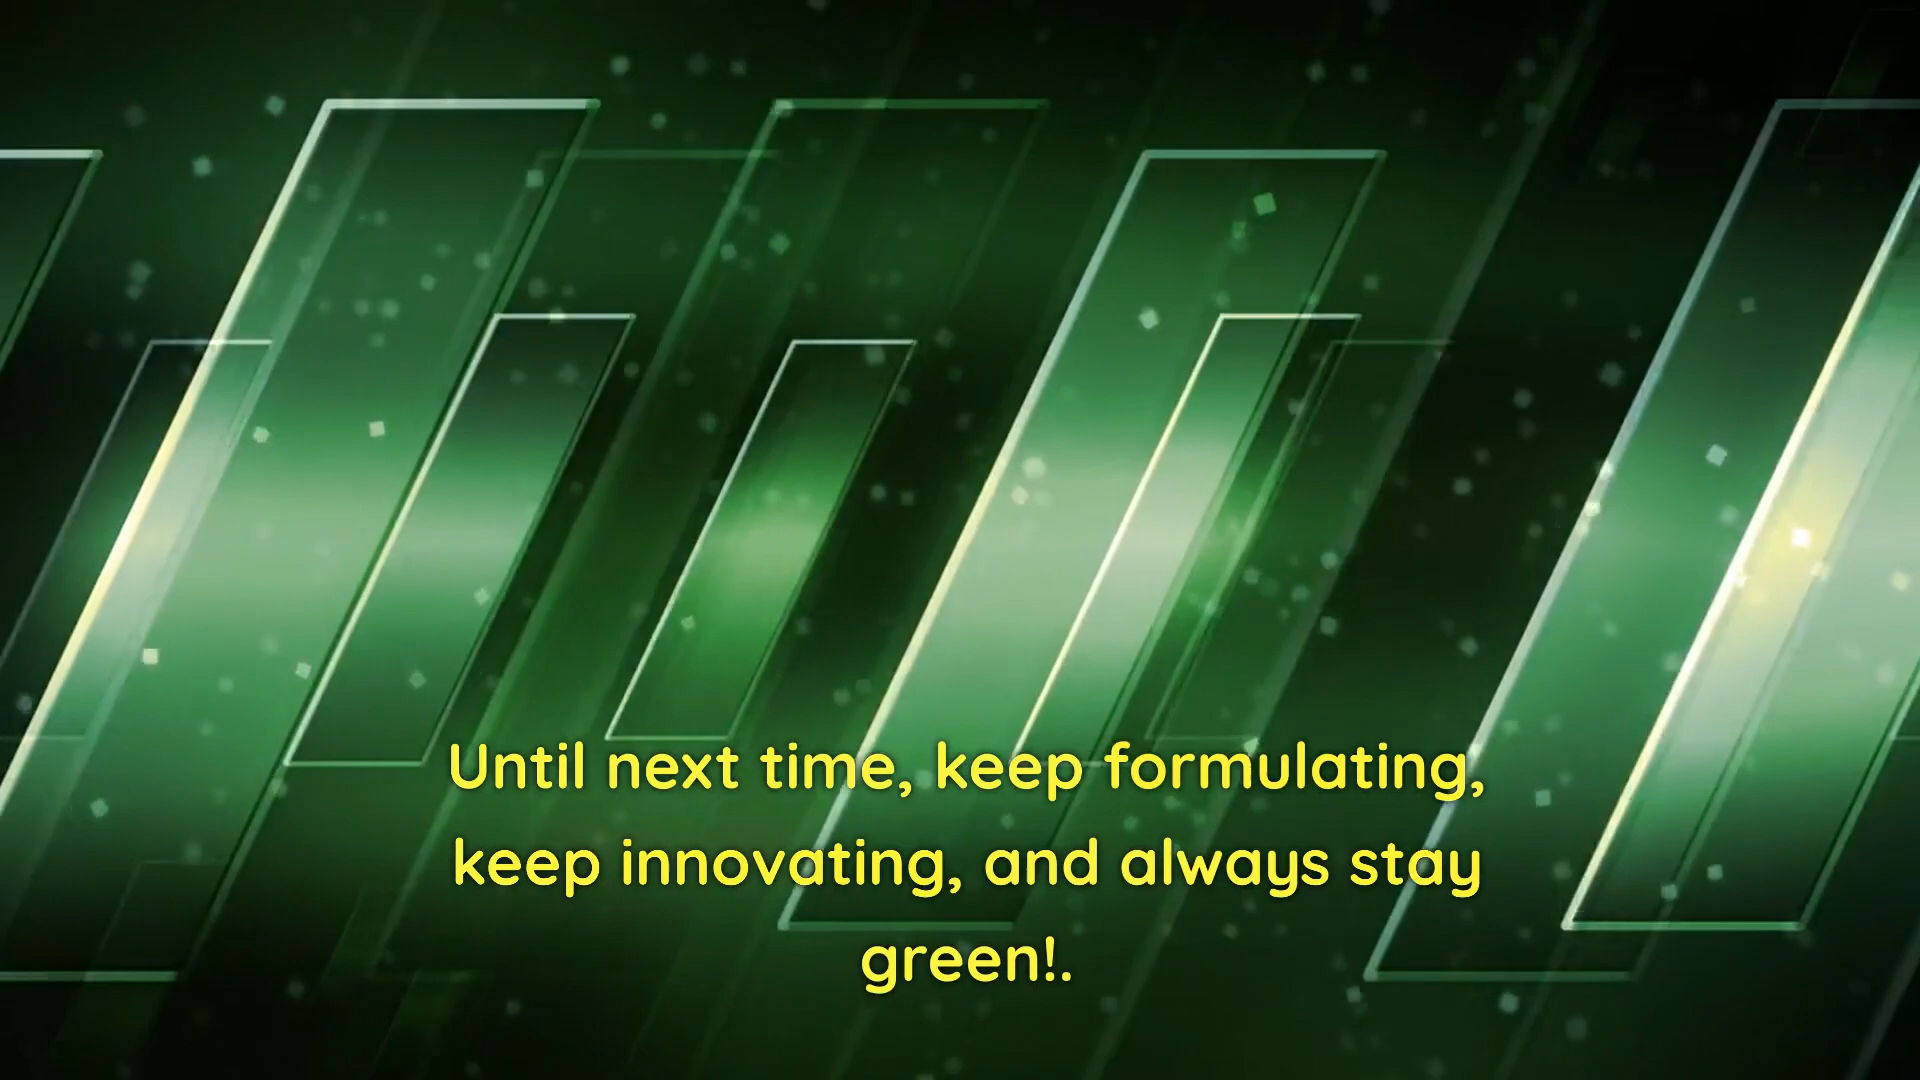 Until next time, keep formulating,
keep innovating, and always stay
green!.